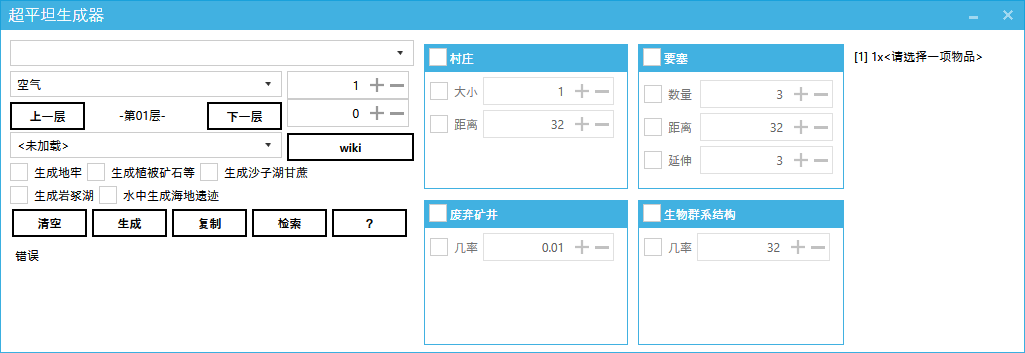 超平坦生成器
空气
1
0
上一层
-第01层-
下一层
<未加载>
wiki
生成地牢
生成植被矿石等
生成沙子湖甘蔗
生成岩浆湖
水中生成海地遗迹
清空
生成
复制
检索
?
错误
村庄
大小
1
距离
32
要塞
数量
3
距离
32
延伸
3
废弃矿井
几率
0.01
生物群系结构
几率
32
[1] 1x<请选择一项物品>